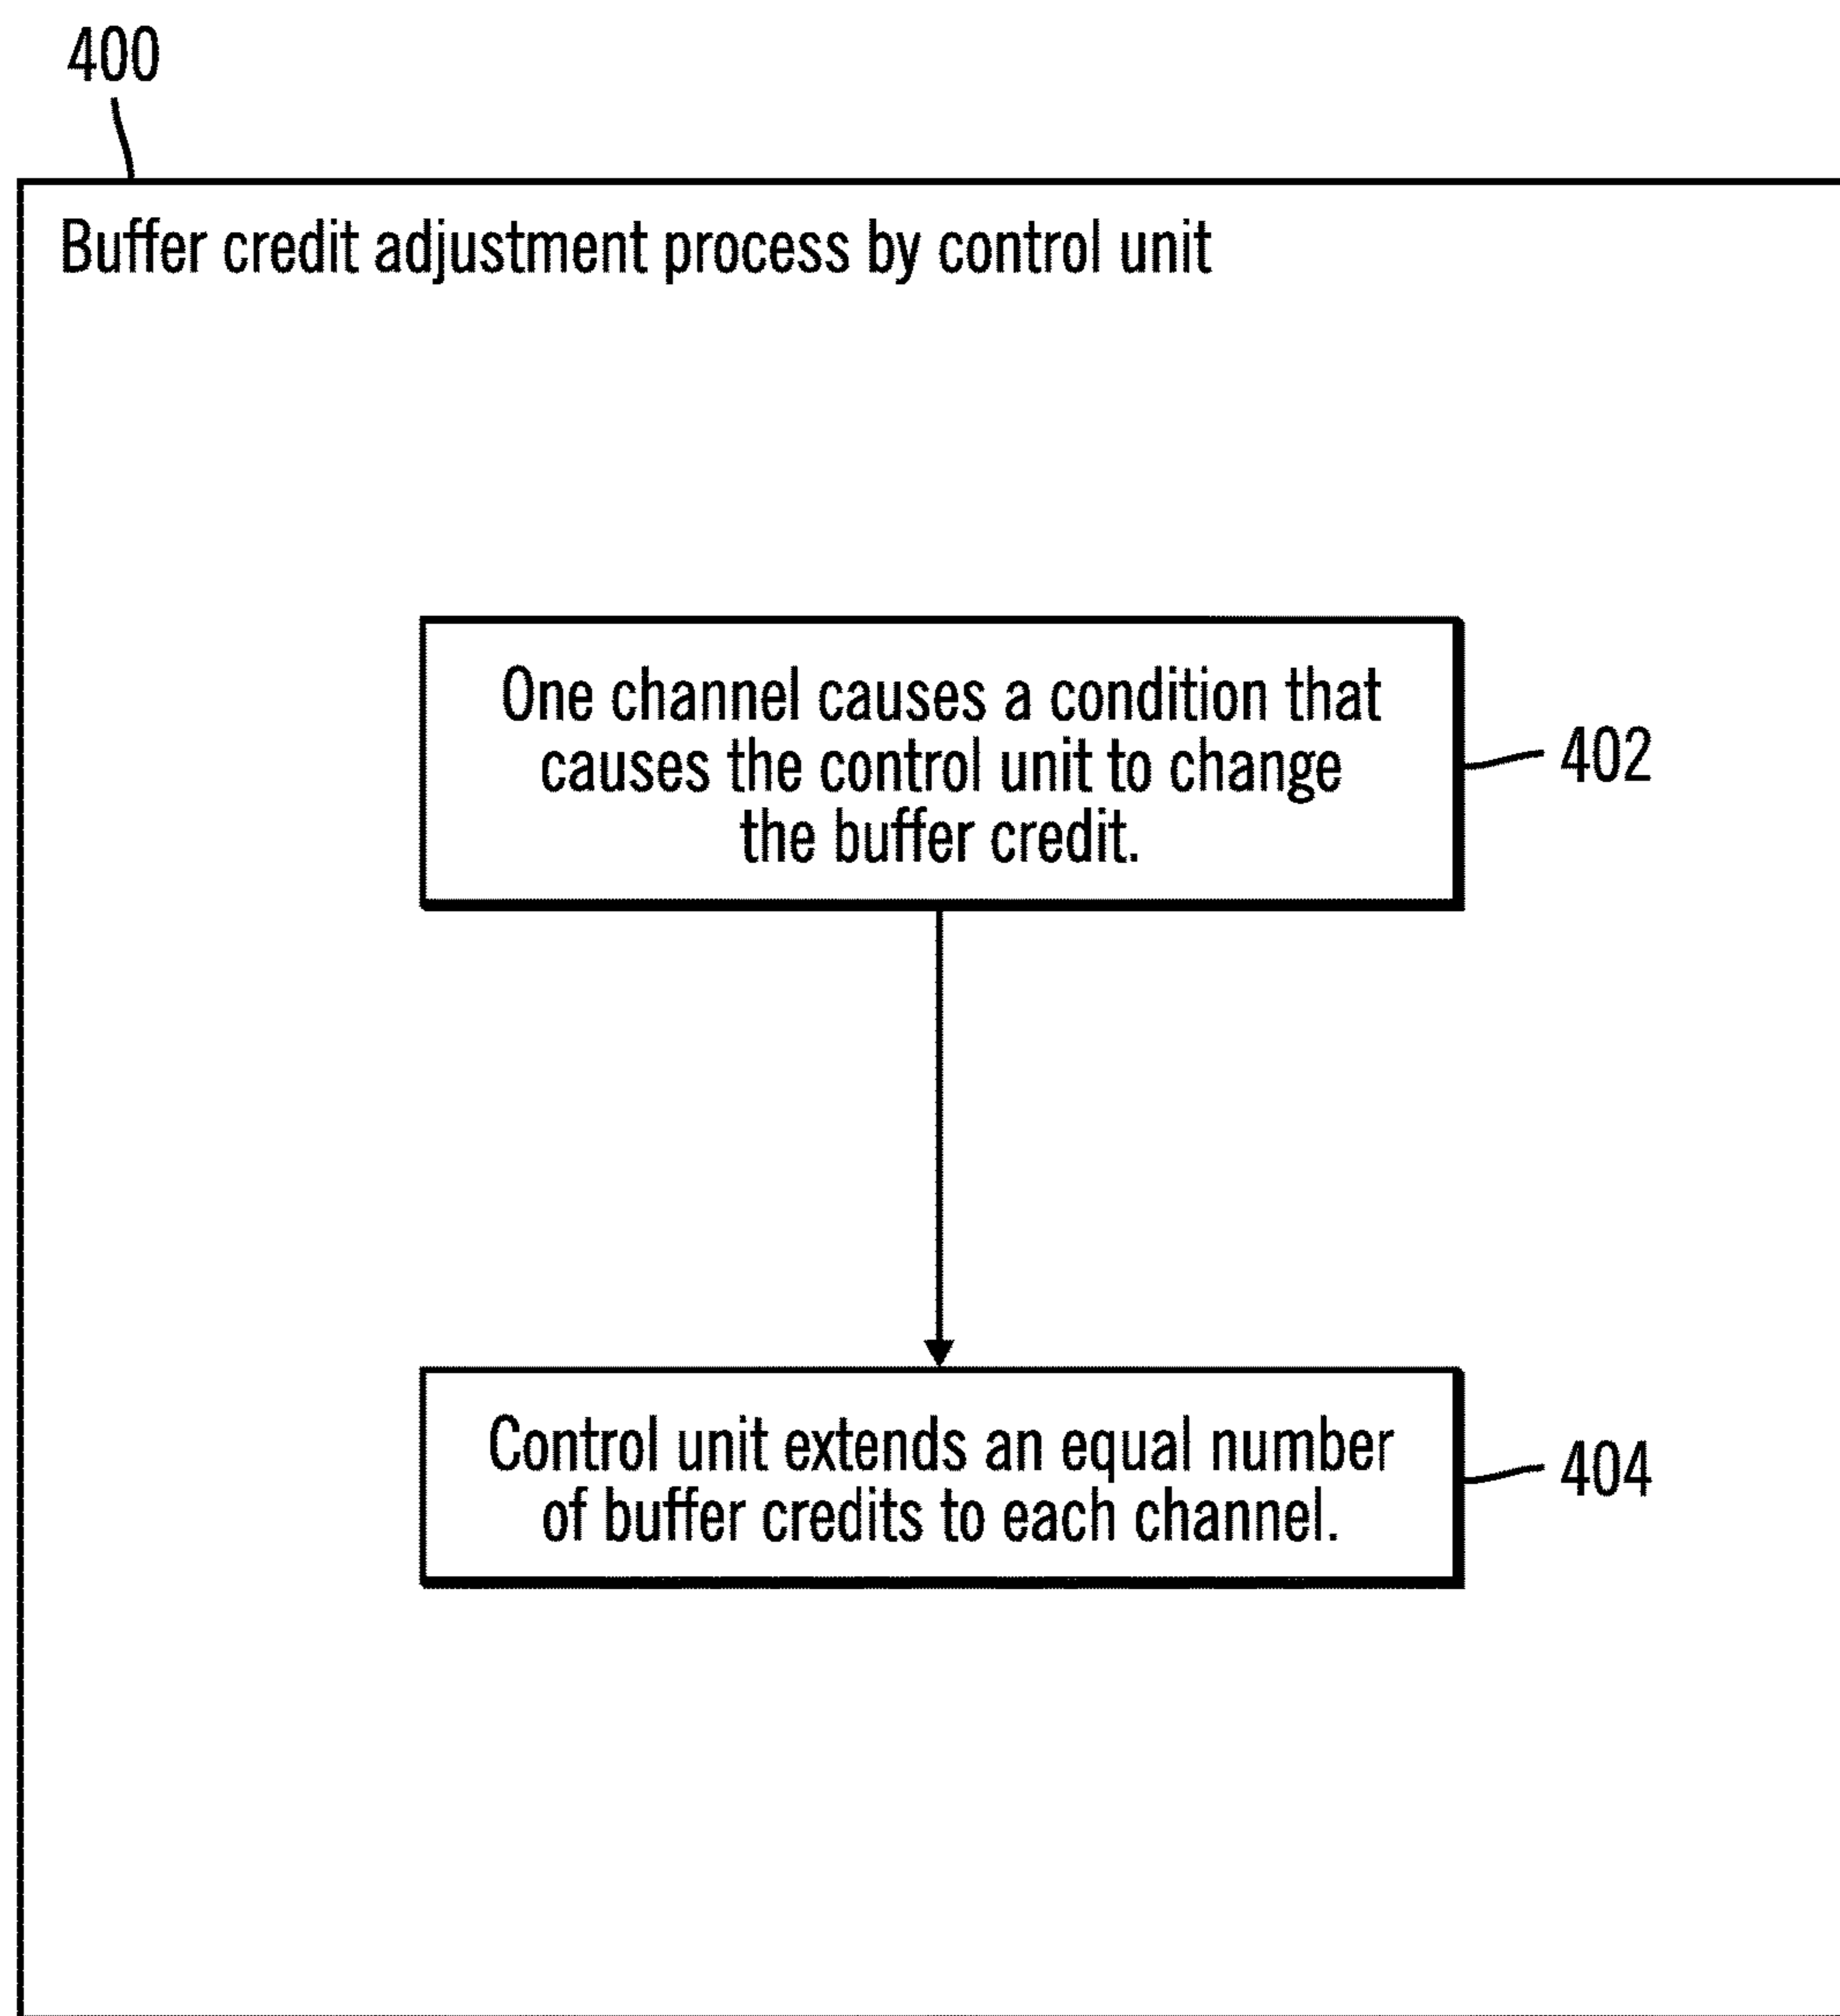 400
Buffer credit adjustment process by control unit
One channel causes a condition that
causes the control unit to change
the buffer credit.
402
Control unit extends an equal number
of buffer credits to each channel.
404